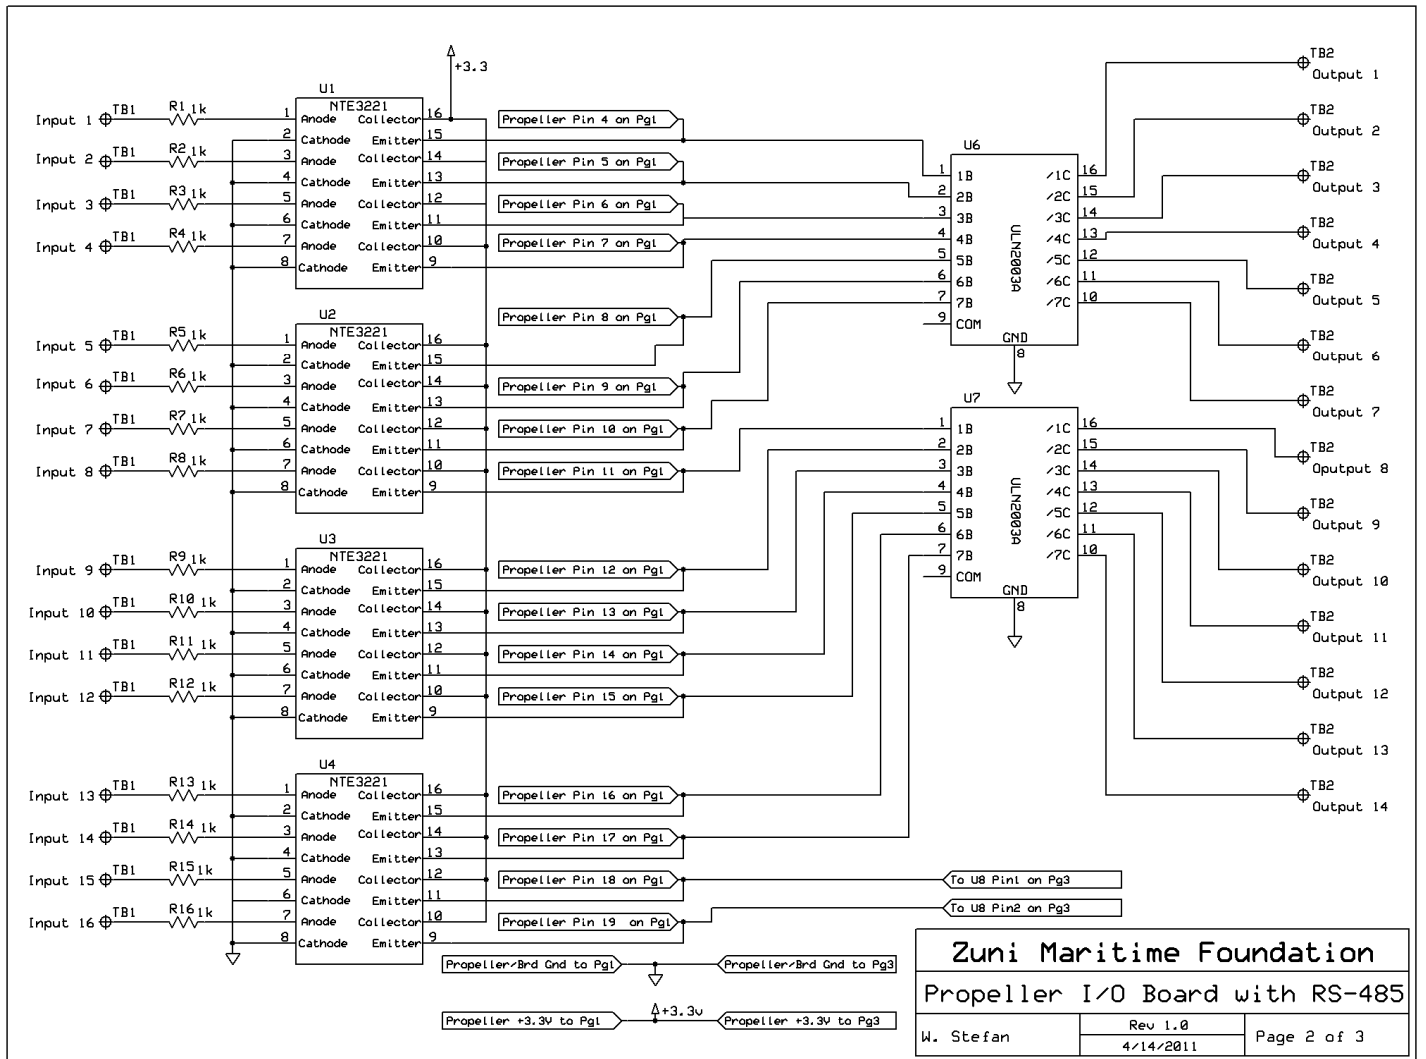 +3.3
U1
NTE3221
Input 1 TB1 R1 1k 1 Anode Collector 16
2 Cathode Emitter 15
Input 2 TB1 R2 1k 3 Anode Collector 14
4 Cathode Emitter 13
Input 3 TB1 R3 1k 5 Anode Collector 12
6 Cathode Emitter 11
Input 4 TB1 R4 1k 7 Anode Collector 10
8 Cathode Emitter 9
U2
NTE3221
Input 5 TB1 R5 1k 1 Anode Collector 16
2 Cathode Emitter 15
Input 6 TB1 R6 1k 3 Anode Collector 14
4 Cathode Emitter 13
Input 7 TB1 R7 1k 5 Anode Collector 12
6 Cathode Emitter 11
Input 8 TB1 R8 1k 7 Anode Collector 10
8 Cathode Emitter 9
U3
NTE3221
Input 9 TB1 R9 1k 1 Anode Collector 16
2 Cathode Emitter 15
Input 10 TB1 R10 1k 3 Anode Collector 14
4 Cathode Emitter 13
Input 11 TB1 R11 1k 5 Anode Collector 12
6 Cathode Emitter 11
Input 12 TB1 R12 1k 7 Anode Collector 10
8 Cathode Emitter 9
U4
NTE3221
Input 13 TB1 R13 1k 1 Anode Collector 16
2 Cathode Emitter 15
Input 14 TB1 R14 1k 3 Anode Collector 14
4 Cathode Emitter 13
Input 15 TB1 R15 1k 5 Anode Collector 12
6 Cathode Emitter 11
Input 16 TB1 R16 1k 7 Anode Collector 10
8 Cathode Emitter 9
Propeller Pin 4 on Pg1
Propeller Pin 5 on Pg1
Propeller Pin 6 on Pg1
Propeller Pin 7 on Pg1
Propeller Pin 8 on Pg1
Propeller Pin 9 on Pg1
Propeller Pin 10 on Pg1
Propeller Pin 11 on Pg1
Propeller Pin 12 on Pg1
Propeller Pin 13 on Pg1
Propeller Pin 14 on Pg1
Propeller Pin 15 on Pg1
Propeller Pin 16 on Pg1
Propeller Pin 17 on Pg1
Propeller Pin 18 on Pg1
Propeller Pin 19 on Pg1
Propeller/Brd Gnd to Pg1
Propeller/Brd Gnd to Pg3
+3.3v
Propeller +3.3V to Pg1
Propeller +3.3V to Pg3
U6
ULN2003A
1 1B /1C 16
2 2B /2C 15
3 3B /3C 14
4 4B /4C 13
5 5B /5C 12
6 6B /6C 11
7 7B /7C 10
9 COM
GND
8
U7
ULN2003A
1 1B /1C 16
2 2B /2C 15
3 3B /3C 14
4 4B /4C 13
5 5B /5C 12
6 6B /6C 11
7 7B /7C 10
9 COM
GND
8
TB2
Output 1
TB2
Output 2
TB2
Output 3
TB2
Output 4
TB2
Output 5
TB2
Output 6
TB2
Output 7
TB2
Oputput 8
TB2
Output 9
TB2
Output 10
TB2
Output 11
TB2
Output 12
TB2
Output 13
TB2
Output 14
To U8 Pin1 on Pg3
To U8 Pin2 on Pg3
Zuni Maritime Foundation
Propeller I/O Board with RS-485
W. Stefan
Rev 1.0
4/14/2011
Page 2 of 3